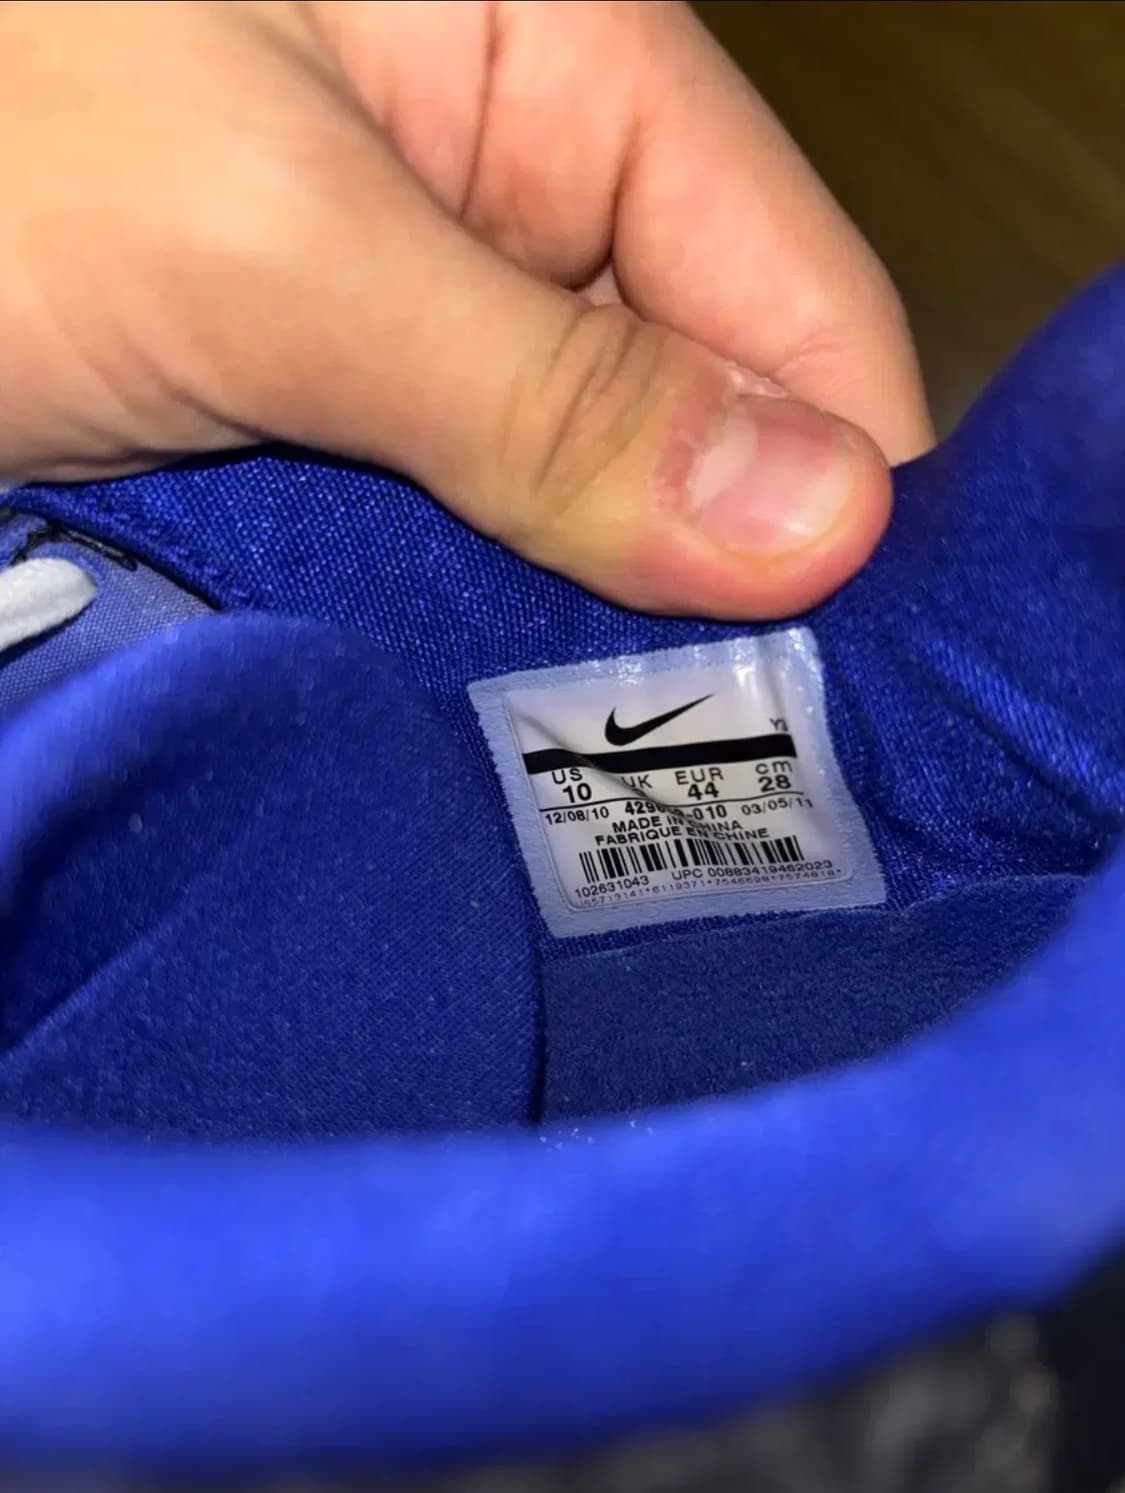 US UK EUR cm
10 44 28
12/08/10 03/05/11
MADE IN CHINA
FABRIQUE EN CHINE
102631043 UPC 00883419462023